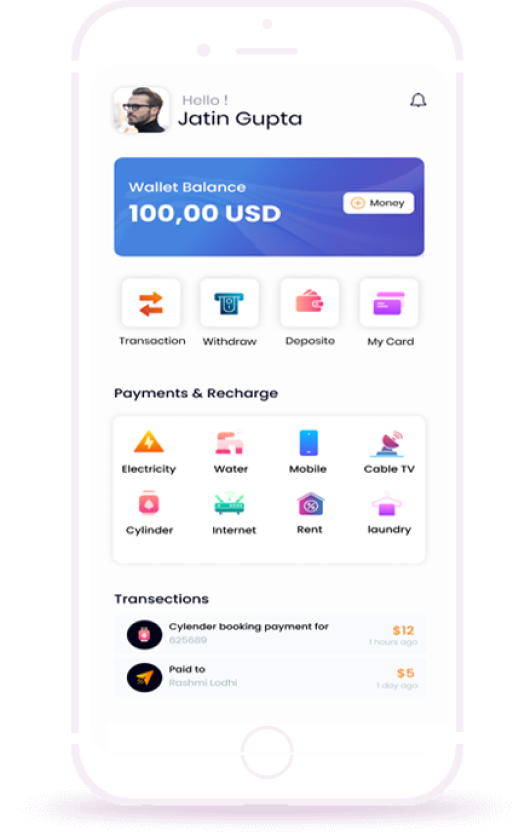 Hello !
Jatin Gupta
Wallet Balance
100,00 USD
Money
Transaction Withdraw Deposite My Card
Payments & Recharge
Electricity Water Mobile Cable TV
Cylinder Internet Rent laundry
Transections
Cylender booking payment for $12
625689 1 hours ago
Paid to $5
Rashmi Lodhi 1 day ago